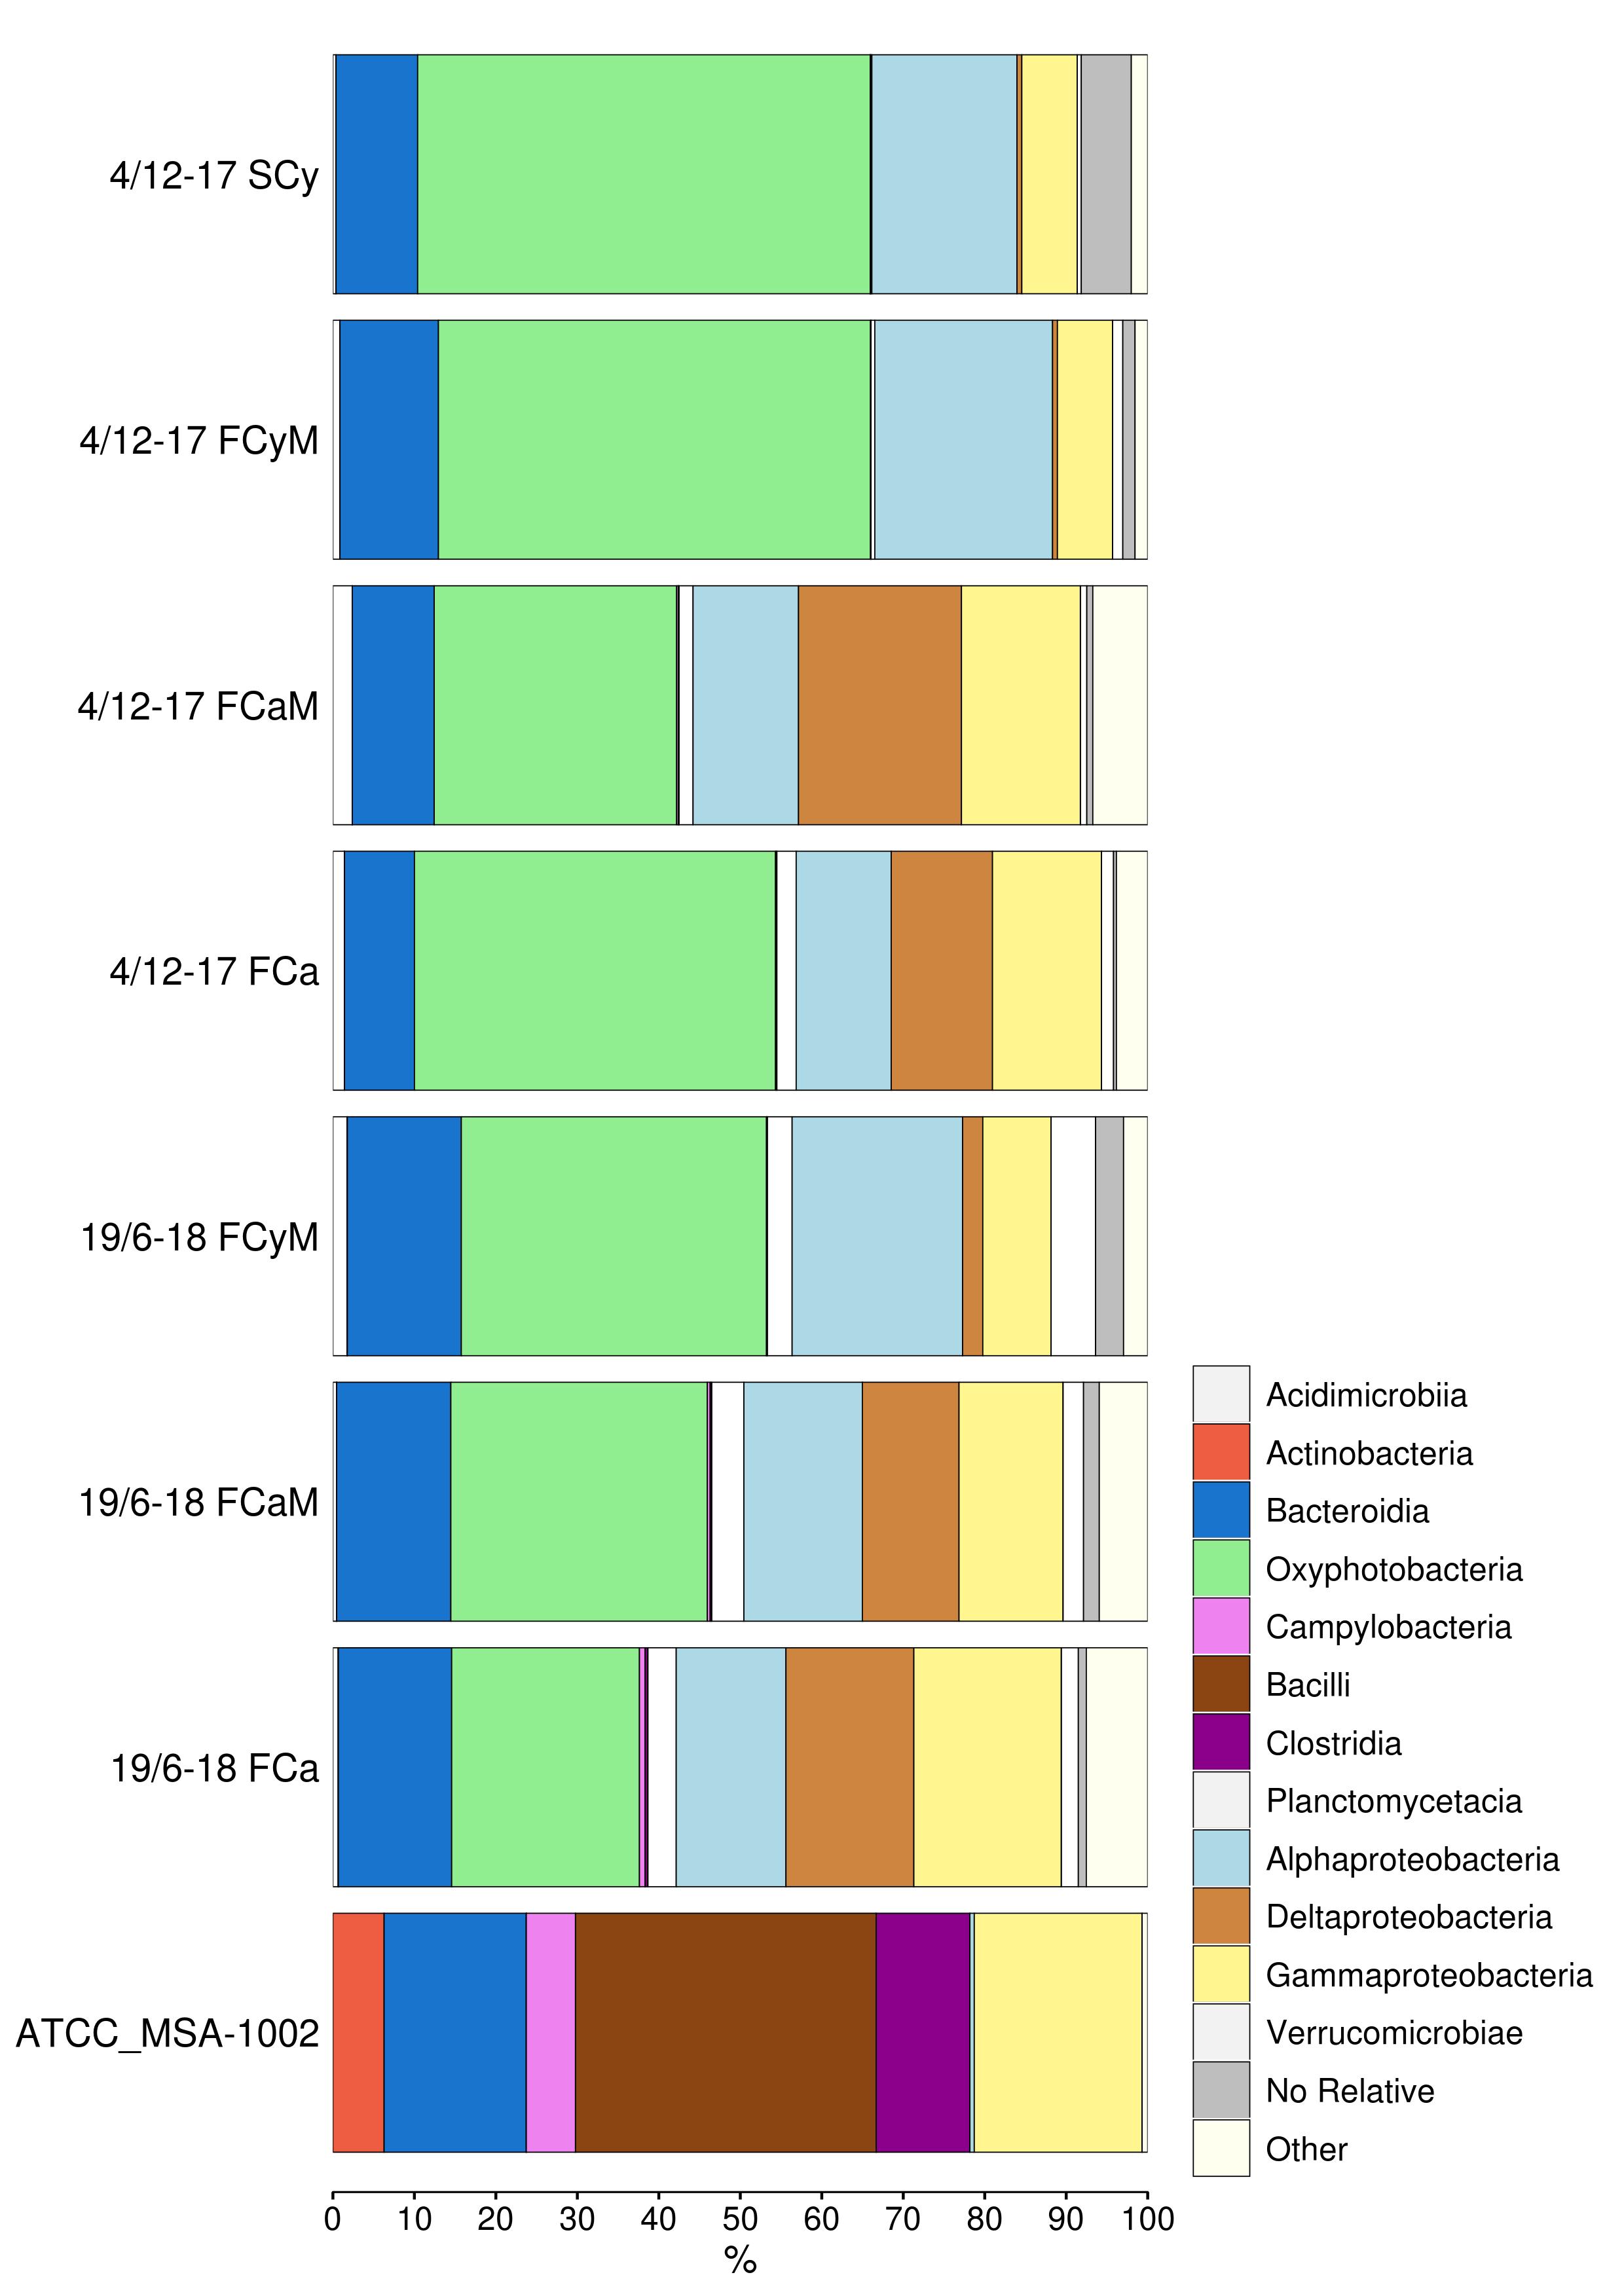 4/12-17 SCy
4/12-17 FCyM
4/12-17 FCaM
4/12-17 FCa
19/6-18 FCyM
19/6-18 FCaM
19/6-18 FCa
ATCC_MSA-1002
Acidimicrobiia
Actinobacteria
Bacteroidia
Oxyphotobacteria
Campylobacteria
Bacilli
Clostridia
Planctomycetacia
Alphaproteobacteria
Deltaproteobacteria
Gammaproteobacteria
Verrucomicrobiae
No Relative
Other
0 10 20 30 40 50 60 70 80 90 100
%